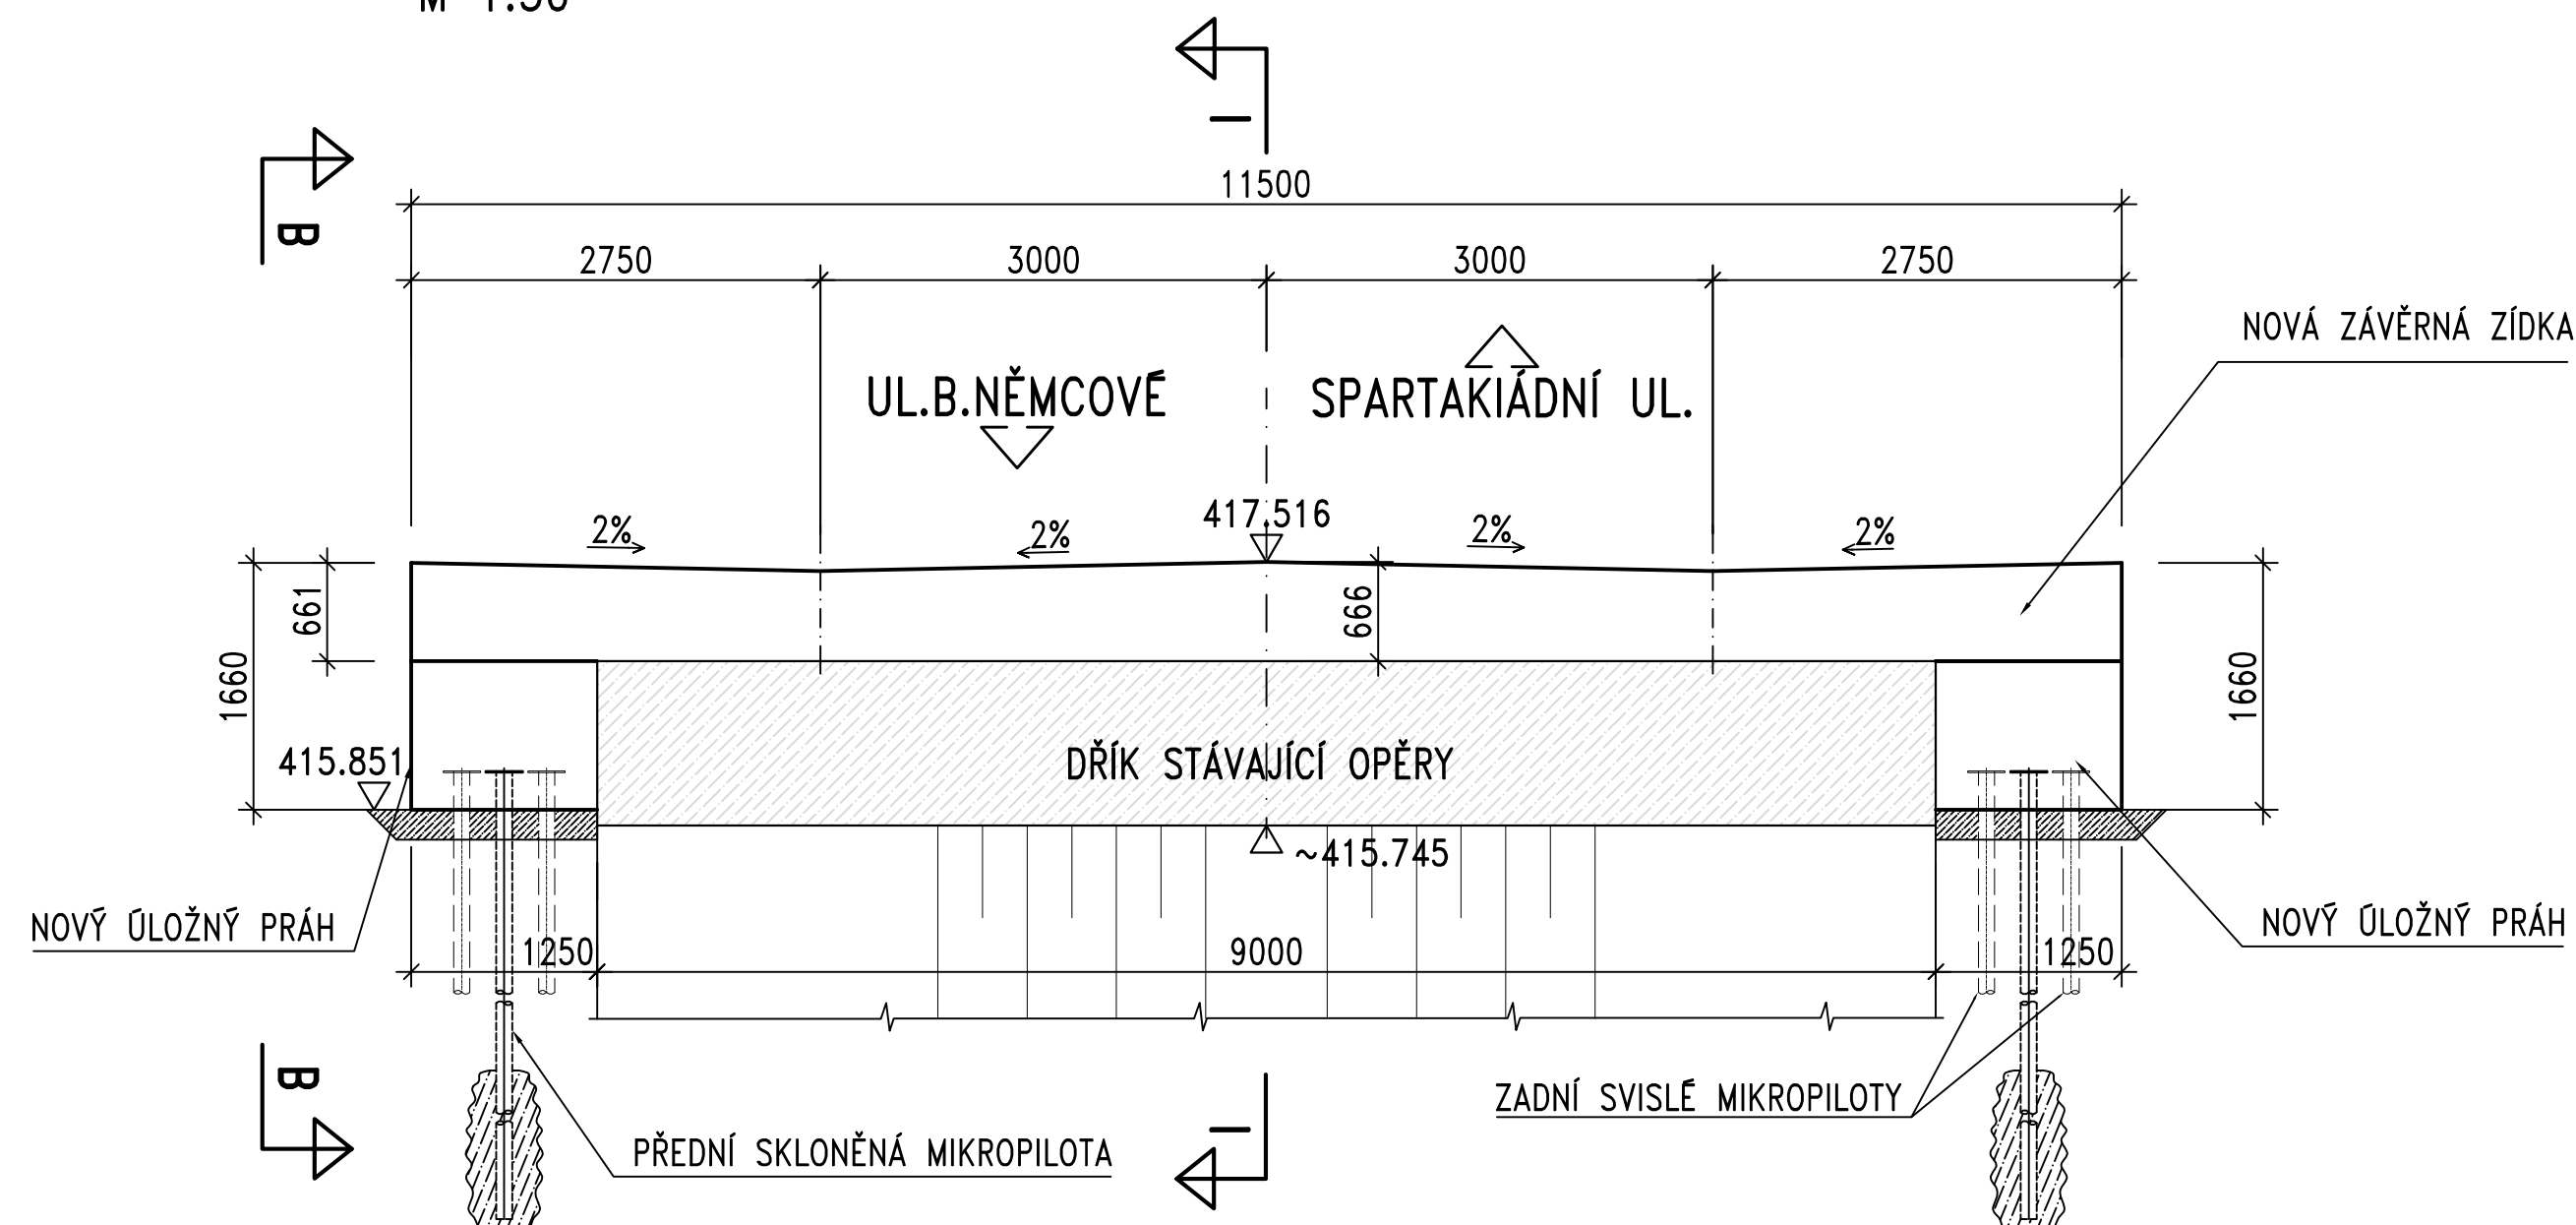 M 1:50
I
B
11500
2750 3000 3000 2750
NOVÁ ZÁVĚRNÁ ZÍDKA
UL.B.NĚMCOVÉ SPARTAKIÁDNÍ UL.
417.516
2% 2% 2% 2%
661 666
1660 1660
415.851
DŘÍK STÁVAJÍCÍ OPĚRY
~415.745
NOVÝ ÚLOŽNÝ PRÁH NOVÝ ÚLOŽNÝ PRÁH
1250 9000 1250
B
ZADNÍ SVISLÉ MIKROPILOTY
I
PŘEDNÍ SKLONĚNÁ MIKROPILOTA